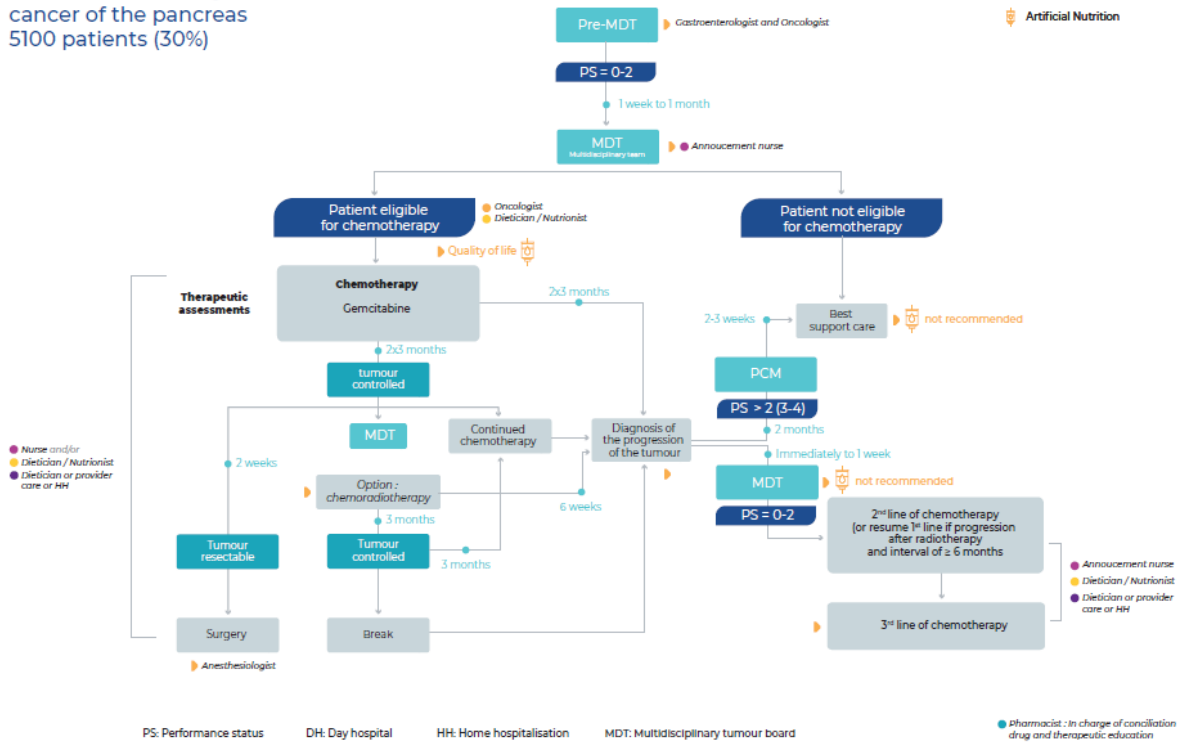 cancer of the pancreas
5100 patients (30%)
Pre-MDT
Gastroenterologist and Oncologist
Artificial Nutrition
PS = 0-2
1 week to 1 month
MDT
Multidisciplinary team
Annoucement nurse
Patient eligible
for chemotherapy
Oncologist
Dietician / Nutrionist
Patient not eligible
for chemotherapy
Quality of life
Therapeutic
assessments
Chemotherapy
Gemcitabine
2x3 months
2x3 months
tumour
controlled
2-3 weeks
Best
support care
not recommended
PCM
PS > 2 (3-4)
2 months
MDT
Continued
chemotherapy
Diagnosis of
the progression
of the tumour
Immediately to 1 week
MDT
not recommended
PS = 0-2
Nurse and/or
Dietician / Nutrionist
Dietician or provider
care or HH
2 weeks
Option :
chemoradiotherapy
6 weeks
3 months
Tumour
resectable
Tumour
controlled
3 months
2nd line of chemotherapy
(or resume 1st line if progression
after radiotherapy
and interval of ≥ 6 months
Annoucement nurse
Dietician / Nutrionist
Dietician or provider
care or HH
Surgery
Break
3rd line of chemotherapy
Anesthesiologist
PS: Performance status
DH: Day hospital
HH: Home hospitalisation
MDT: Multidisciplinary tumour board
Pharmacist : In charge of conciliation
drug and therapeutic education